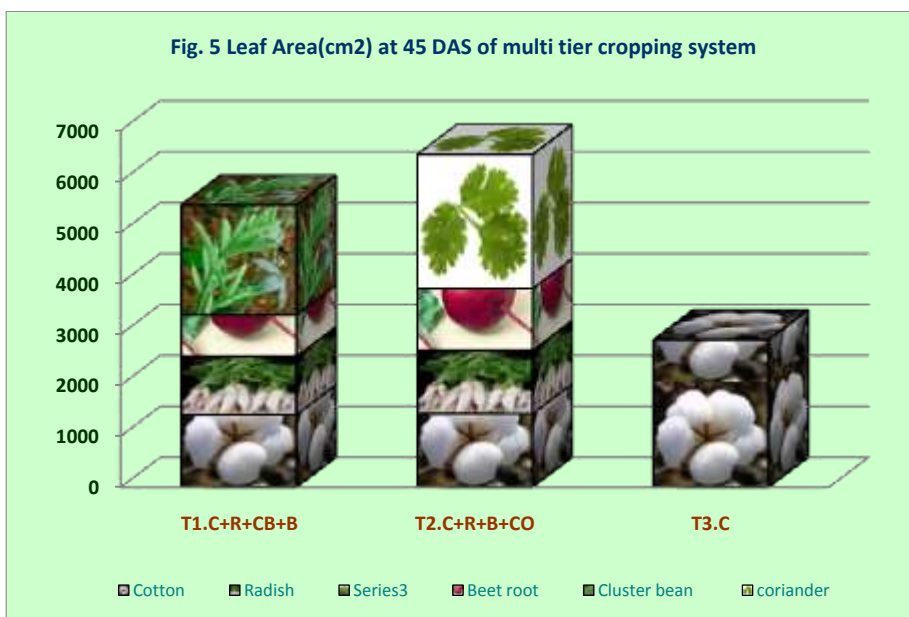 Fig. 5 Leaf Area(cm2) at 45 DAS of multi tier cropping system
7000
6000
5000
4000
3000
2000
1000
0
T1.C+R+CB+B T2.C+R+B+CO T3.C
Cotton Radish Series3 Beet root Cluster bean coriander